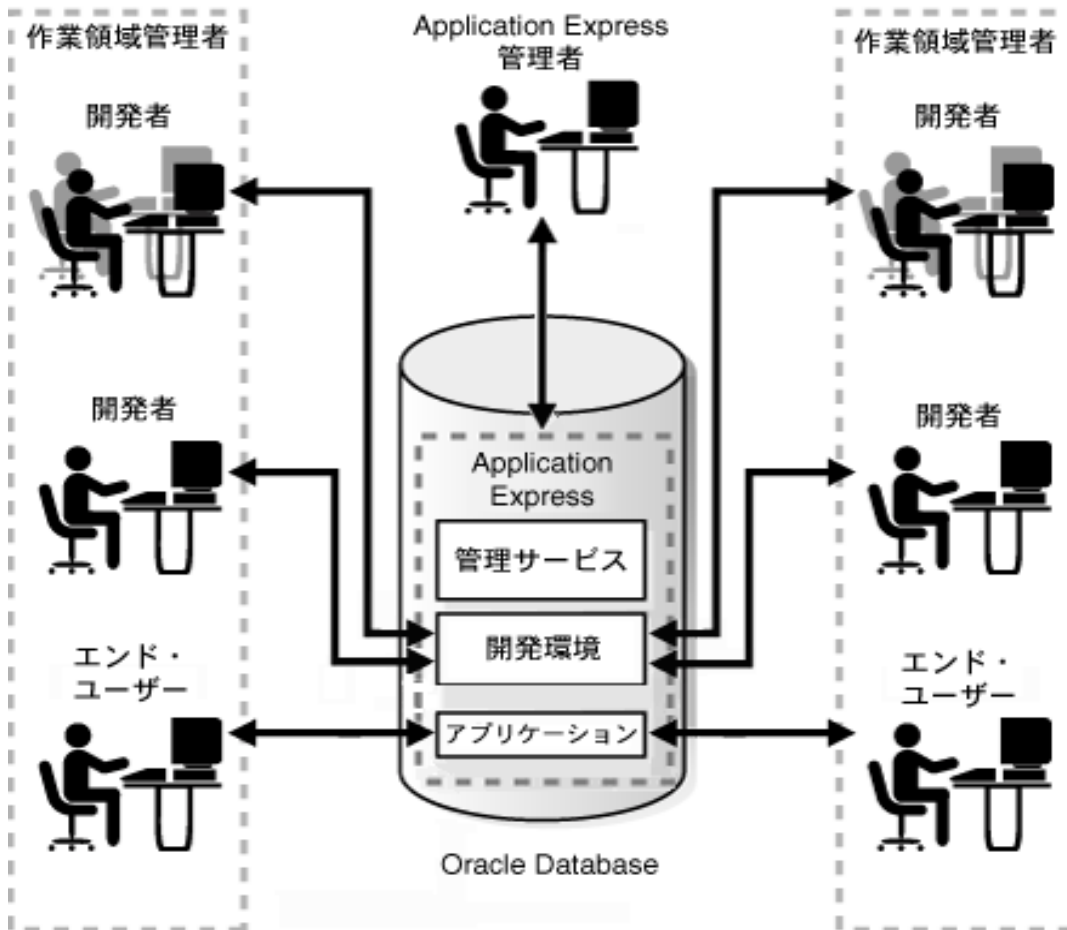 作業領域管理者
開発者
開発者
エンド・
ユーザー
Application Express
管理者
Application
Express
管理サービス
開発環境
アプリケーション
Oracle Database
作業領域管理者
開発者
開発者
エンド・
ユーザー